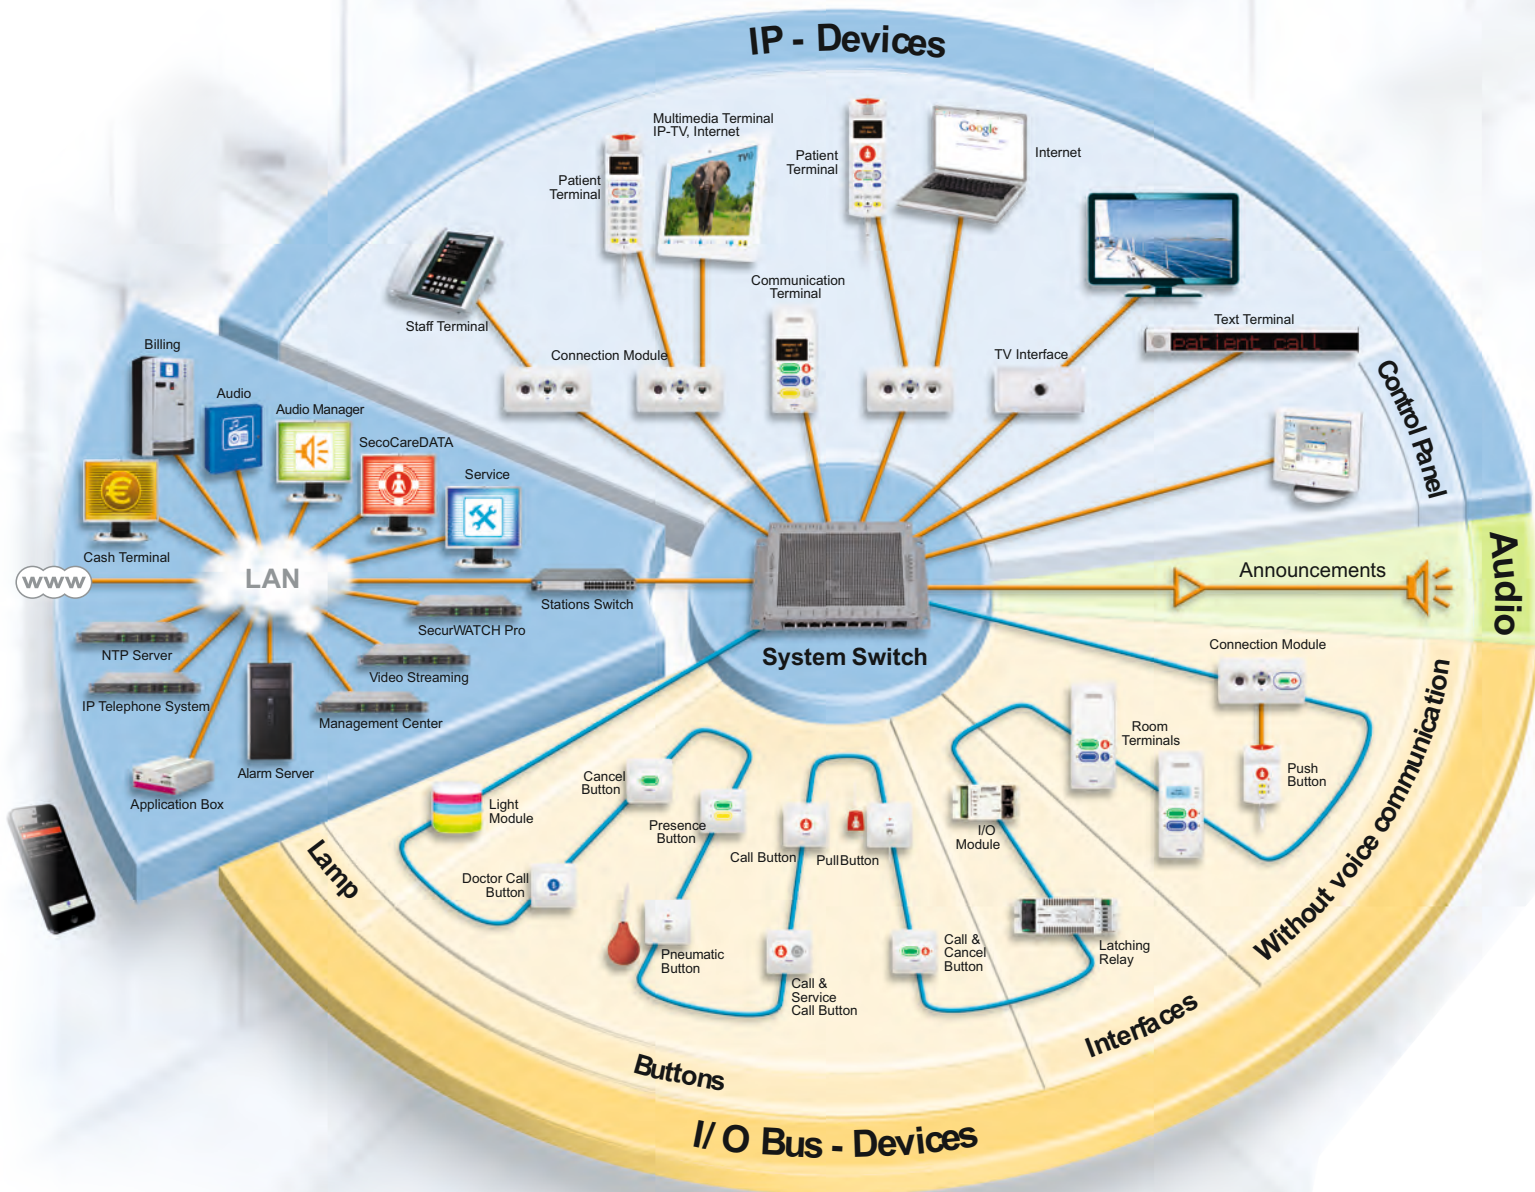 IP - Devices
Multimedia Terminal
IP-TV, Internet
Patient
Terminal
TV
Patient
Terminal
Google
Internet
Staff Terminal
Communication
Terminal
Connection Module
TV Interface
Text Terminal
patient call
Control Panel
Billing
Audio
Audio Manager
SecoCareDATA
Service
Cash Terminal
€
www
LAN
Stations Switch
SecurWATCH Pro
NTP Server
Video Streaming
IP Telephone System
Management Center
Alarm Server
Application Box
System Switch
Announcements
Audio
Connection Module
Room
Terminals
Push
Button
Without voice communication
Light
Module
Cancel
Button
Presence
Button
Call Button
Pull Button
I/O
Module
Doctor Call
Button
Pneumatic
Button
Call &
Service
Call Button
Call &
Cancel
Button
Latching
Relay
Lamp
Buttons
Interfaces
I/O Bus - Devices